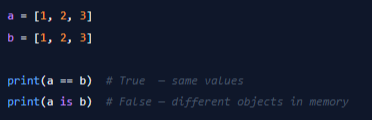 a = [1, 2, 3]
b = [1, 2, 3]
print(a == b)  # True  — same values
print(a is b)  # False — different objects in memory